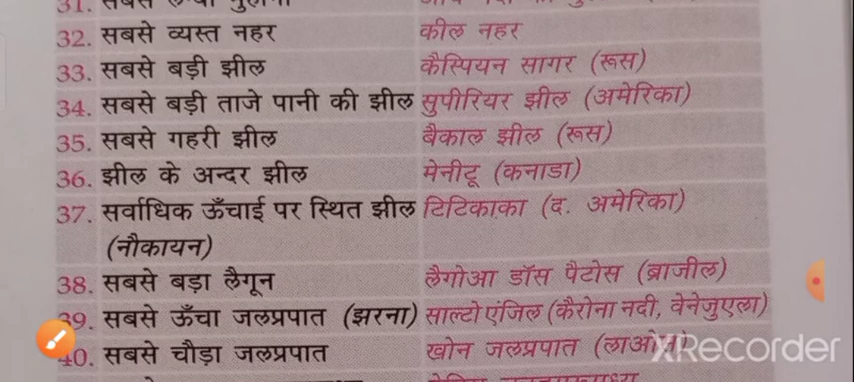 31. सबसे
32. सबसे व्यस्त नहर कील नहर
33. सबसे बड़ी झील कैस्पियन सागर (रूस)
34. सबसे बड़ी ताजे पानी की झील सुपीरियर झील (अमेरिका)
35. सबसे गहरी झील बैकाल झील (रूस)
36. झील के अन्दर झील मेनीटू (कनाडा)
37. सर्वाधिक ऊँचाई पर स्थित झील टिटिकाका (द. अमेरिका)
(नौकायन)
38. सबसे बड़ा लैगून लैगोआ डॉस पैटोस (ब्राजील)
39. सबसे ऊँचा जलप्रपात (झरना) साल्टो एंजिल (कैरोना नदी, वेनेजुएला)
40. सबसे चौड़ा जलप्रपात खोन जलप्रपात
XRecorder